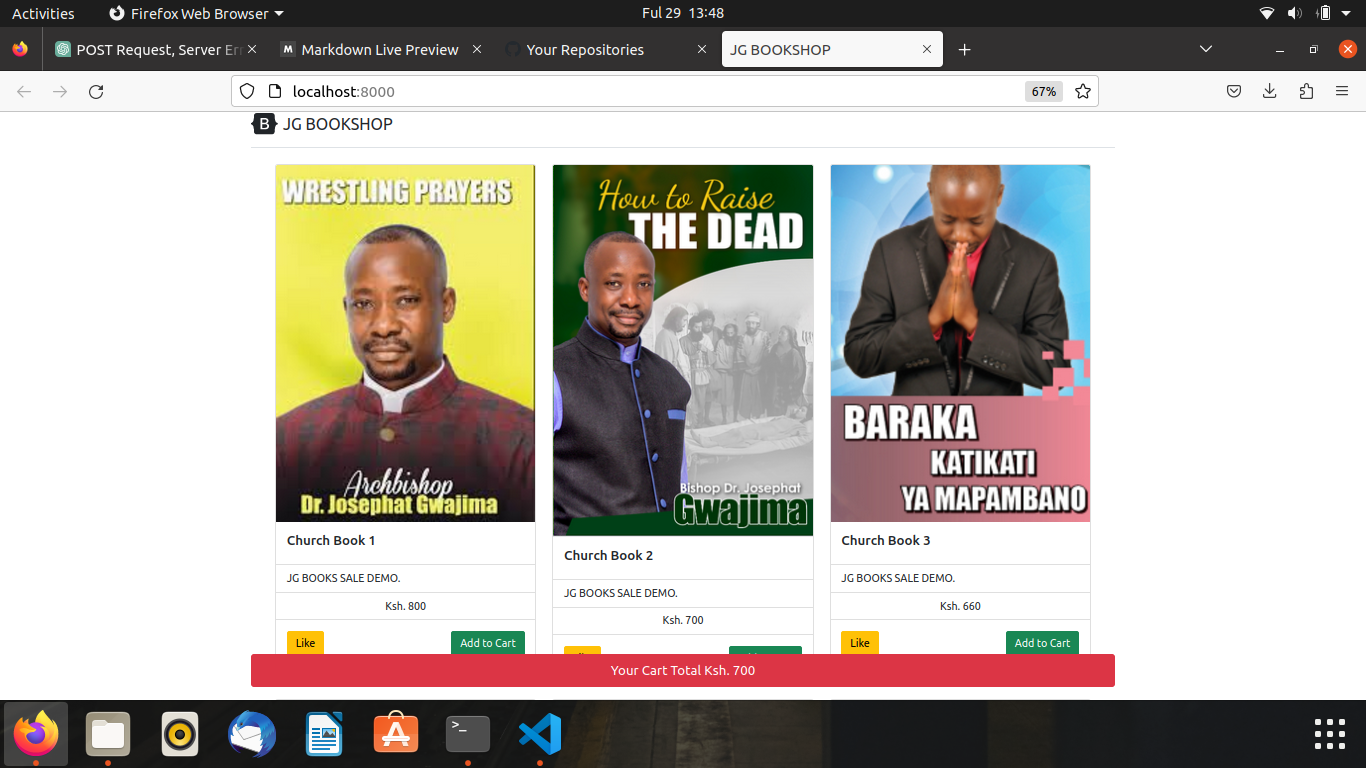 Activities
Firefox Web Browser
Ful 29 13:48
POST Request, Server Er
Markdown Live Preview
Your Repositories
JG BOOKSHOP
localhost:8000
67%
B JG BOOKSHOP
WRESTLING PRAYERS
Archbishop
Dr. Josephat Gwajima
Church Book 1
JG BOOKS SALE DEMO.
Ksh. 800
Like
Add to Cart
How to Raise
THE DEAD
Bishop Dr. Josephat
Gwajima
Church Book 2
JG BOOKS SALE DEMO.
Ksh. 700
BARAKA
KATIKATI
YA MAPAMBANO
Church Book 3
JG BOOKS SALE DEMO.
Ksh. 660
Like
Add to Cart
Your Cart Total Ksh. 700